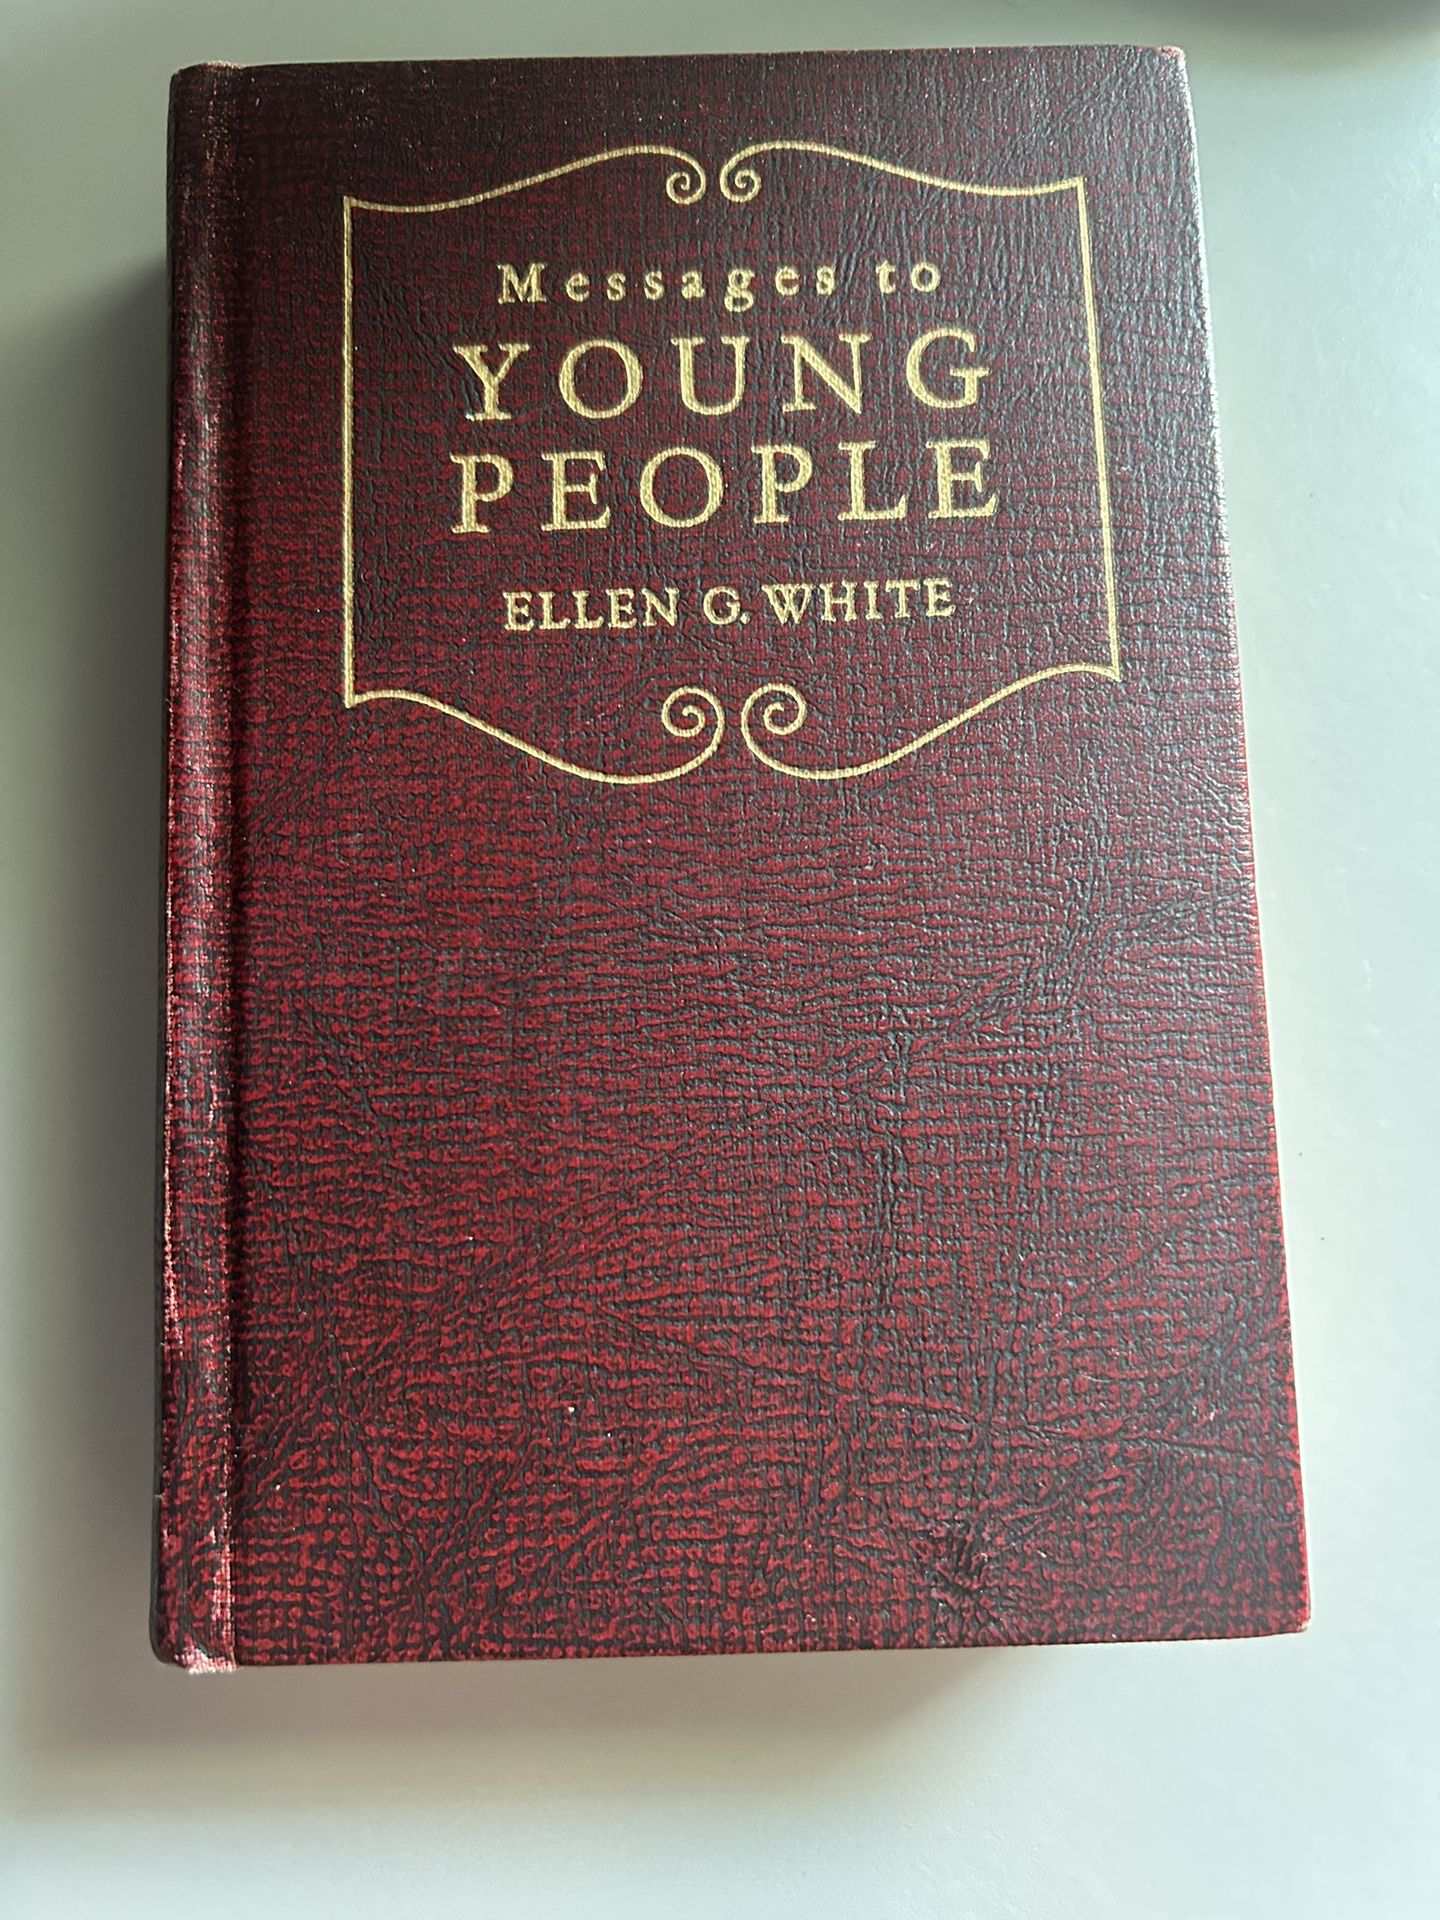 Messages to
YOUNG
PEOPLE
ELLEN G. WHITE